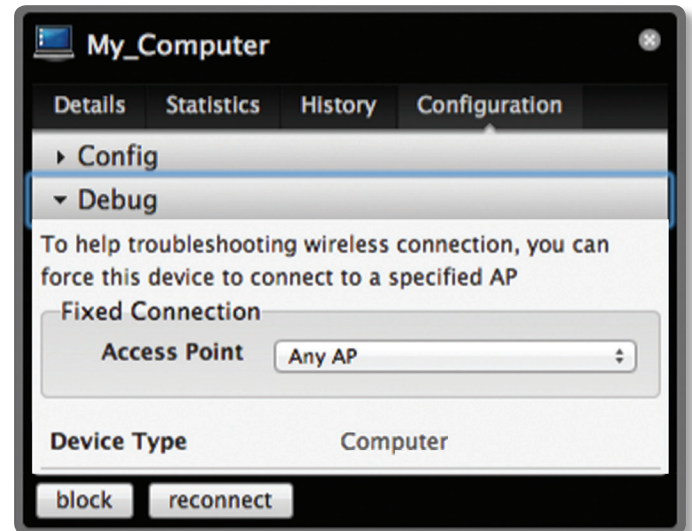 My_Computer
Details Statistics History Configuration
Config
Debug
To help troubleshooting wireless connection, you can
force this device to connect to a specified AP
Fixed Connection
Access Point Any AP
Device Type Computer
block reconnect